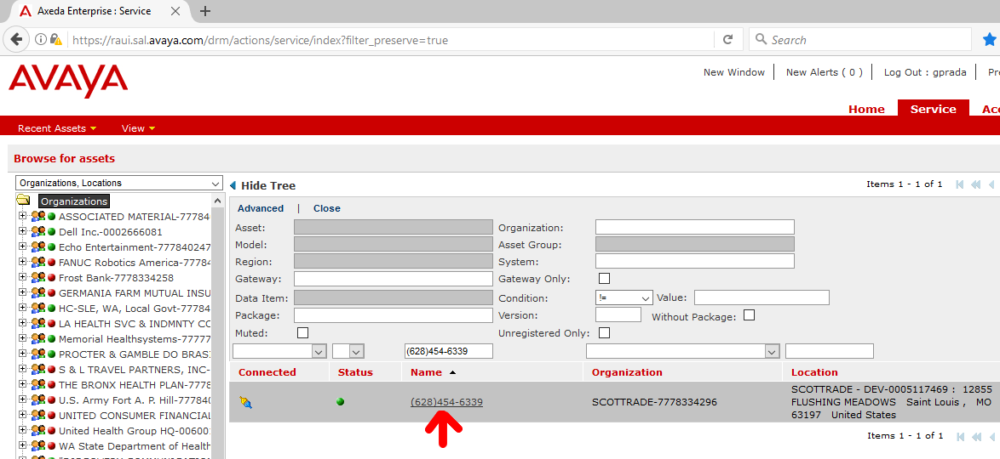 Axeda Enterprise : Service
https://raui.sal.avaya.com/drm/actions/service/index?filter_preserve=true
Search
AVAYA
New Window
New Alerts ( 0 )
Log Out : gprada
Pr
Home
Service
Ac
Recent Assets
View
Browse for assets
Organizations, Locations
Hide Tree
Items 1 - 1 of 1
Organizations
ASSOCIATED MATERIAL-77784
Dell Inc.-0002666081
Echo Entertainment-777840247
FANUC Robotics America-77784
Frost Bank-7778334258
GERMANIA FARM MUTUAL INSU
HC-SLE, WA, Local Govt-77784
LA HEALTH SVC & INDMNTY CO
Memorial Healthsystems-77777
PROCTER & GAMBLE DO BRAS
S & L TRAVEL PARTNERS, INC-
THE BRONX HEALTH PLAN-7778
U.S. Army Fort A. P. Hill-777840
UNITED CONSUMER FINANCIAL
United Health Group HQ-00600
WA State Department of Health
Advanced | Close
Asset:
Organization:
Model:
Asset Group:
Region:
System:
Gateway:
Gateway Only:
Data Item:
Condition:
!=
Value:
Package:
Version:
Without Package:
Muted:
Unregistered Only:
(628)454-6339
Connected
Status
Name
Organization
Location
(628)454-6339
SCOTTRADE-7778334296
SCOTTRADE - DEV-0005117469 : 12855
FLUSHING MEADOWS Saint Louis , MO
63197 United States
Items 1 - 1 of 1